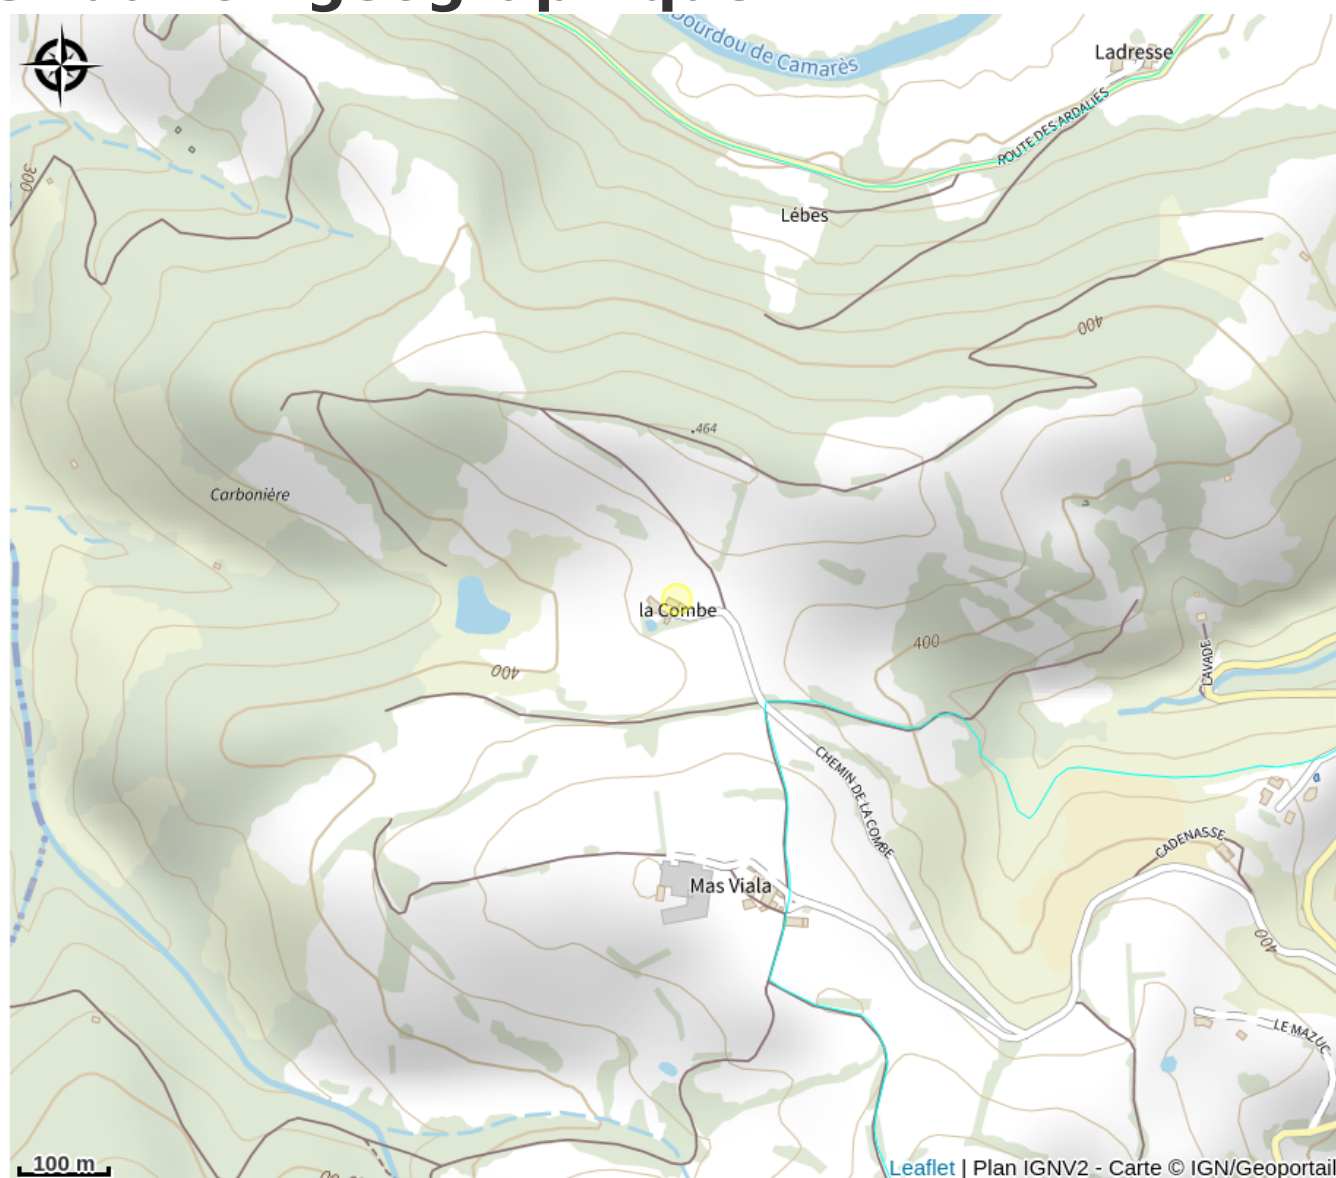 Dourdou de Camarès
Ladresse
ROUTE DES ARDALIÈS
300
Lébes
400
.464
Carbonière
la Combe
400
400
LAVADE
CHEMIN DE LA COMBE
CADENASSE
Mas Viala
400
LE MAZUC
100 m
Leaflet | Plan IGNV2 - Carte © IGN/Geoportail